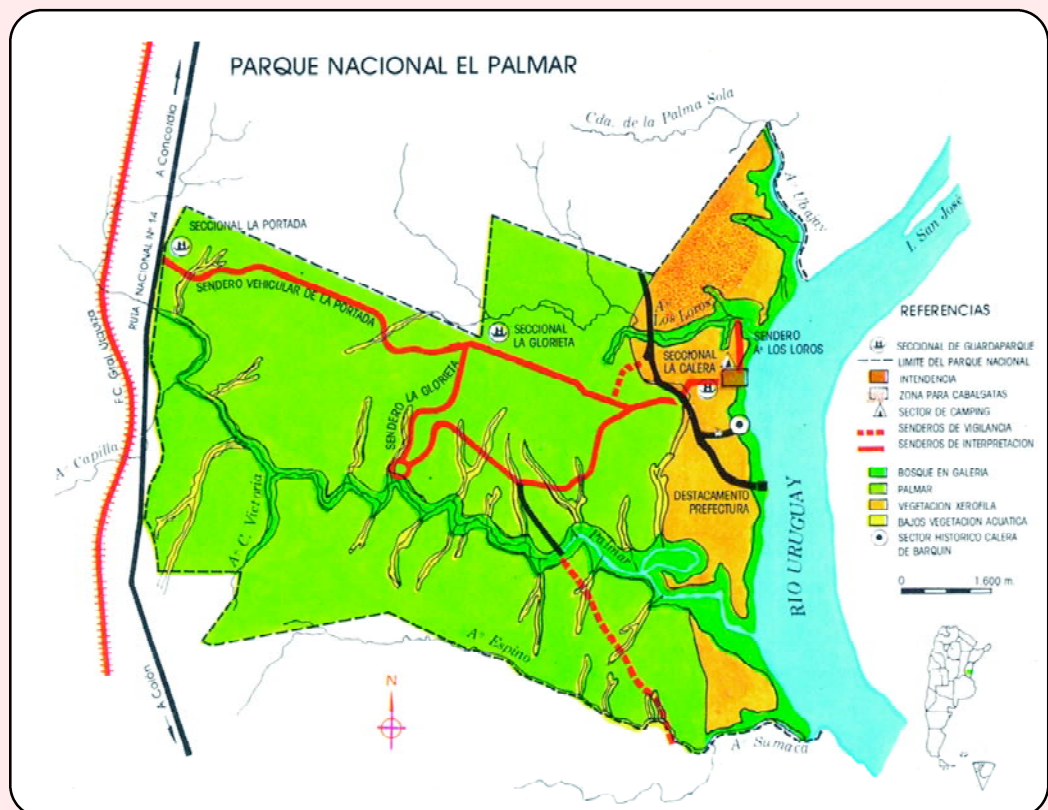 PARQUE NACIONAL EL PALMAR
A Concordia
Cda. de la Palma Sola
Aº Ubajay
I. San José
SECCIONAL LA PORTADA
RUTA NACIONAL Nº 14
SENDERO VEHICULAR DE LA PORTADA
F.C. Gral. Urquiza
SECCIONAL
LA GLORIETA
Aº
Los Loros
SENDERO
Aº LOS LOROS
SECCIONAL
LA CALERA
SENDERO LA GLORIETA
Aº Capilla
Aº C. Victoria
DESTACAMENTO
PREFECTURA
Palmar
RIO URUGUAY
Aº Espino
Aº Sumaca
A Colón
N
REFERENCIAS
SECCIONAL DE GUARDAPARQUE
LIMITE DEL PARQUE NACIONAL
INTENDENCIA
ZONA PARA CABALGATAS
SECTOR DE CAMPING
SENDEROS DE VIGILANCIA
SENDEROS DE INTERPRETACION
BOSQUE EN GALERIA
PALMAR
VEGETACION XEROFILA
BAJOS VEGETACION ACUATICA
SECTOR HISTORICO CALERA
DE BARQUIN
0 1.600 m.